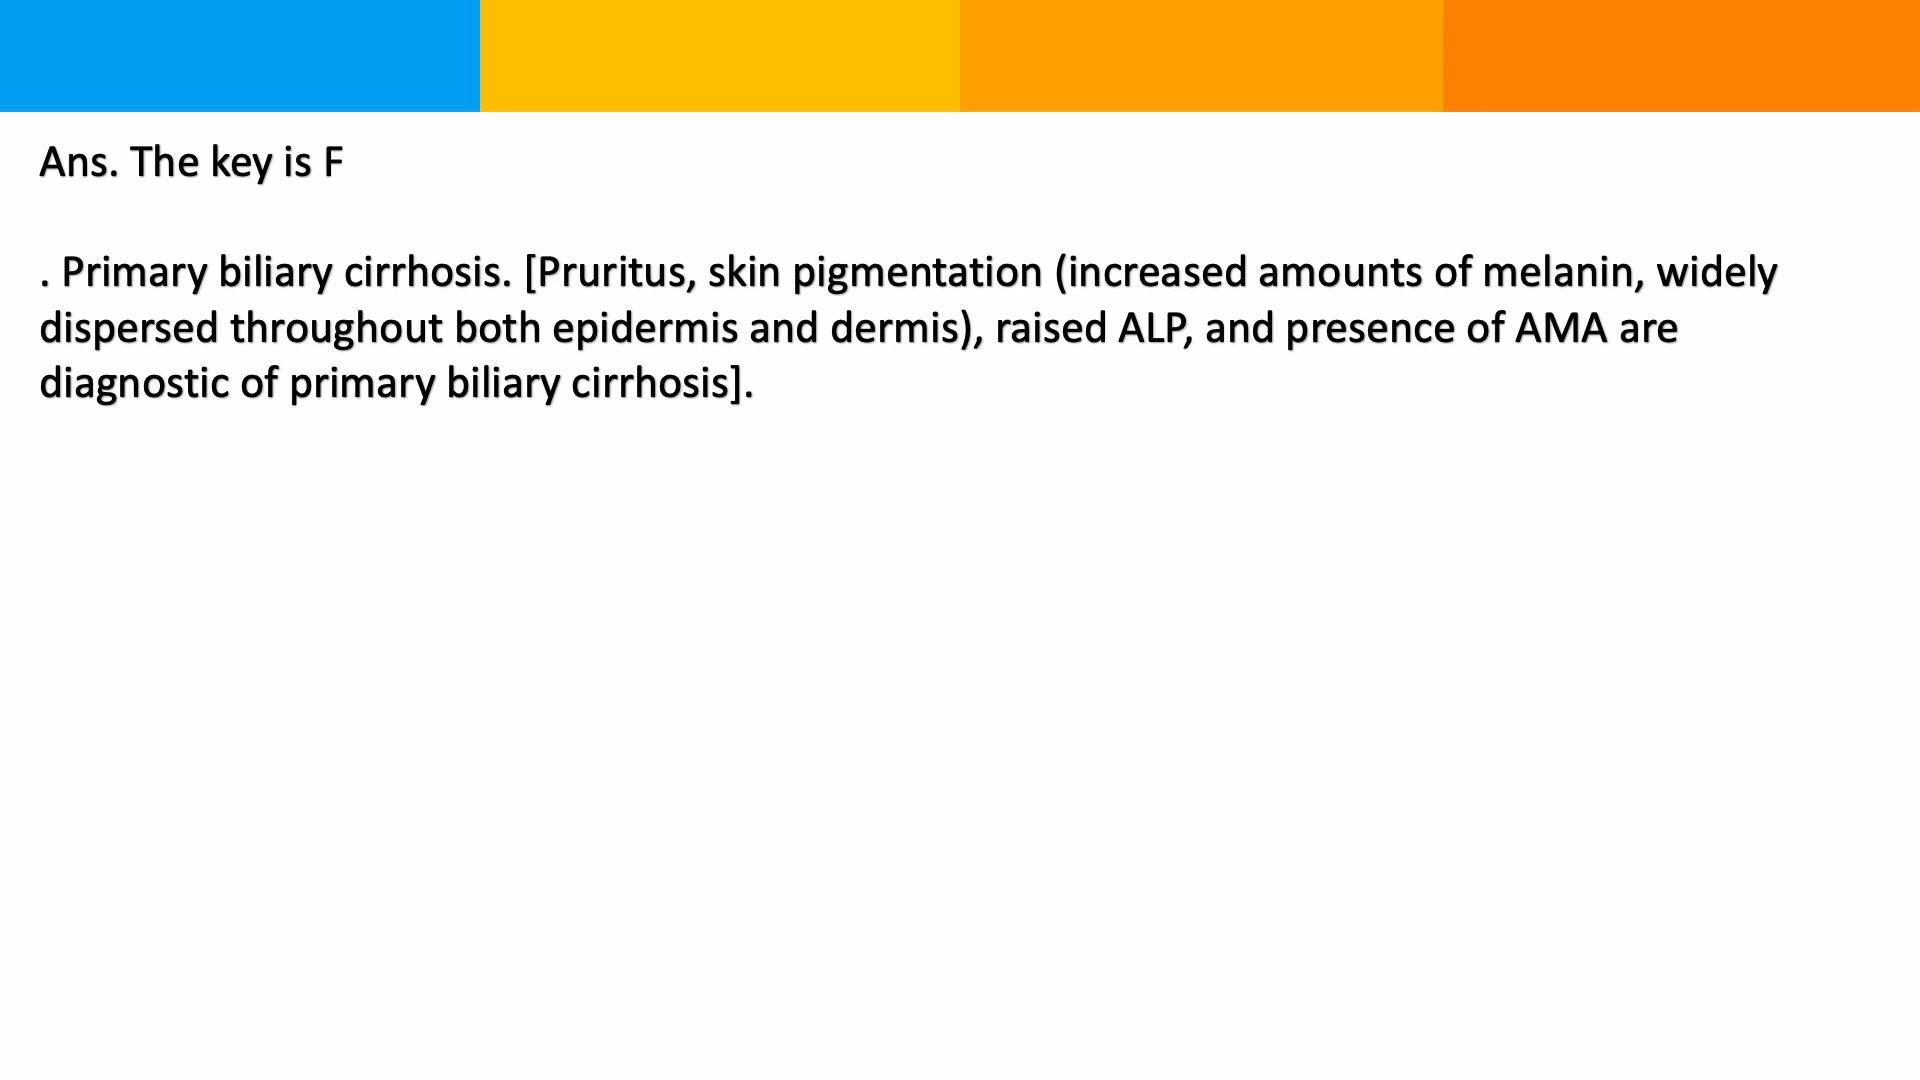 Ans. The key is F
. Primary biliary cirrhosis. [Pruritus, skin pigmentation (increased amounts of melanin, widely
dispersed throughout both epidermis and dermis), raised ALP, and presence of AMA are
diagnostic of primary biliary cirrhosis].